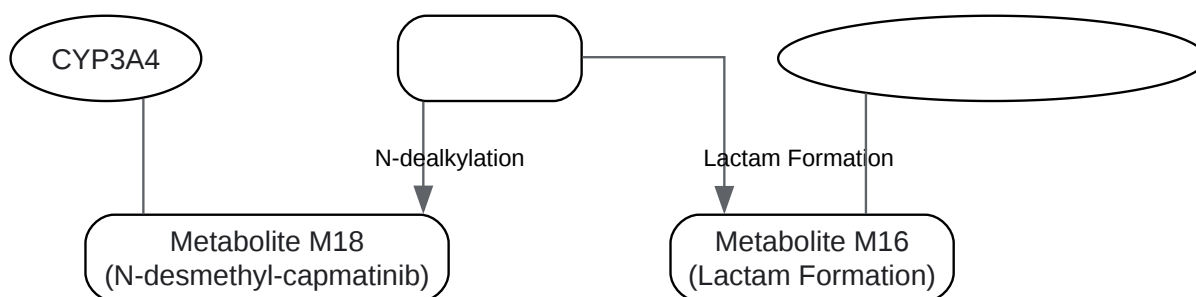 CYP3A4
N-dealkylation
Lactam Formation
Metabolite M18
(N-desmethyl-capmatinib)
Metabolite M16
(Lactam Formation)